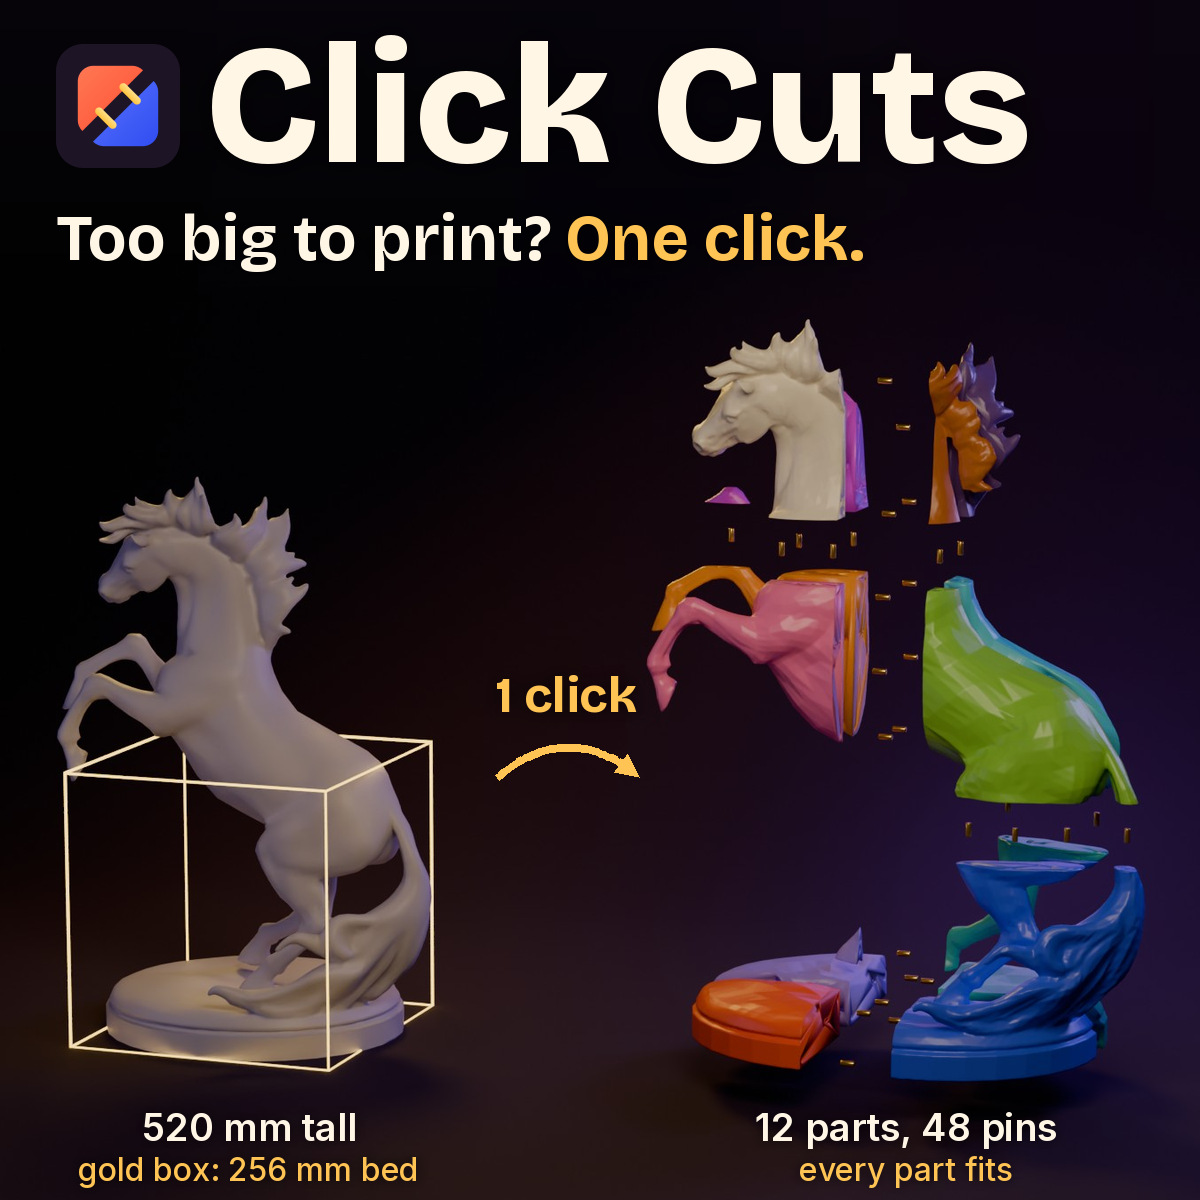 Click Cuts
Too big to print? One click.
1 click
520 mm tall
gold box: 256 mm bed
12 parts, 48 pins
every part fits